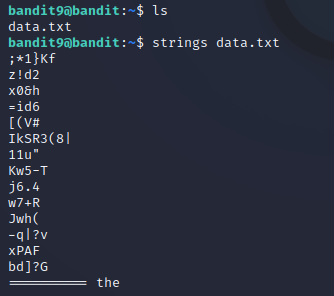 bandit9@bandit:~$ ls
data.txt
bandit9@bandit:~$ strings data.txt
;*1}Kf
z!d2
x0&h
=id6
[(V#
IkSR3(8|
11u"
Kw5-T
j6.4
w7+R
Jwh(
-q|?v
xPAF
bd]?G
========== the